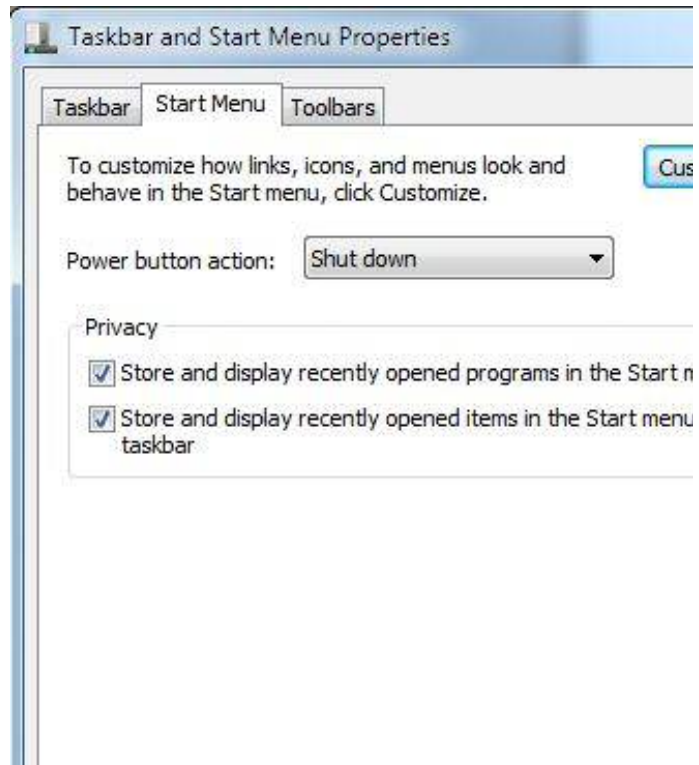 Taskbar and Start Menu Properties
Taskbar Start Menu Toolbars
To customize how links, icons, and menus look and
behave in the Start menu, click Customize.
Cus
Power button action: Shut down
Privacy
Store and display recently opened programs in the Start m
Store and display recently opened items in the Start menu
taskbar